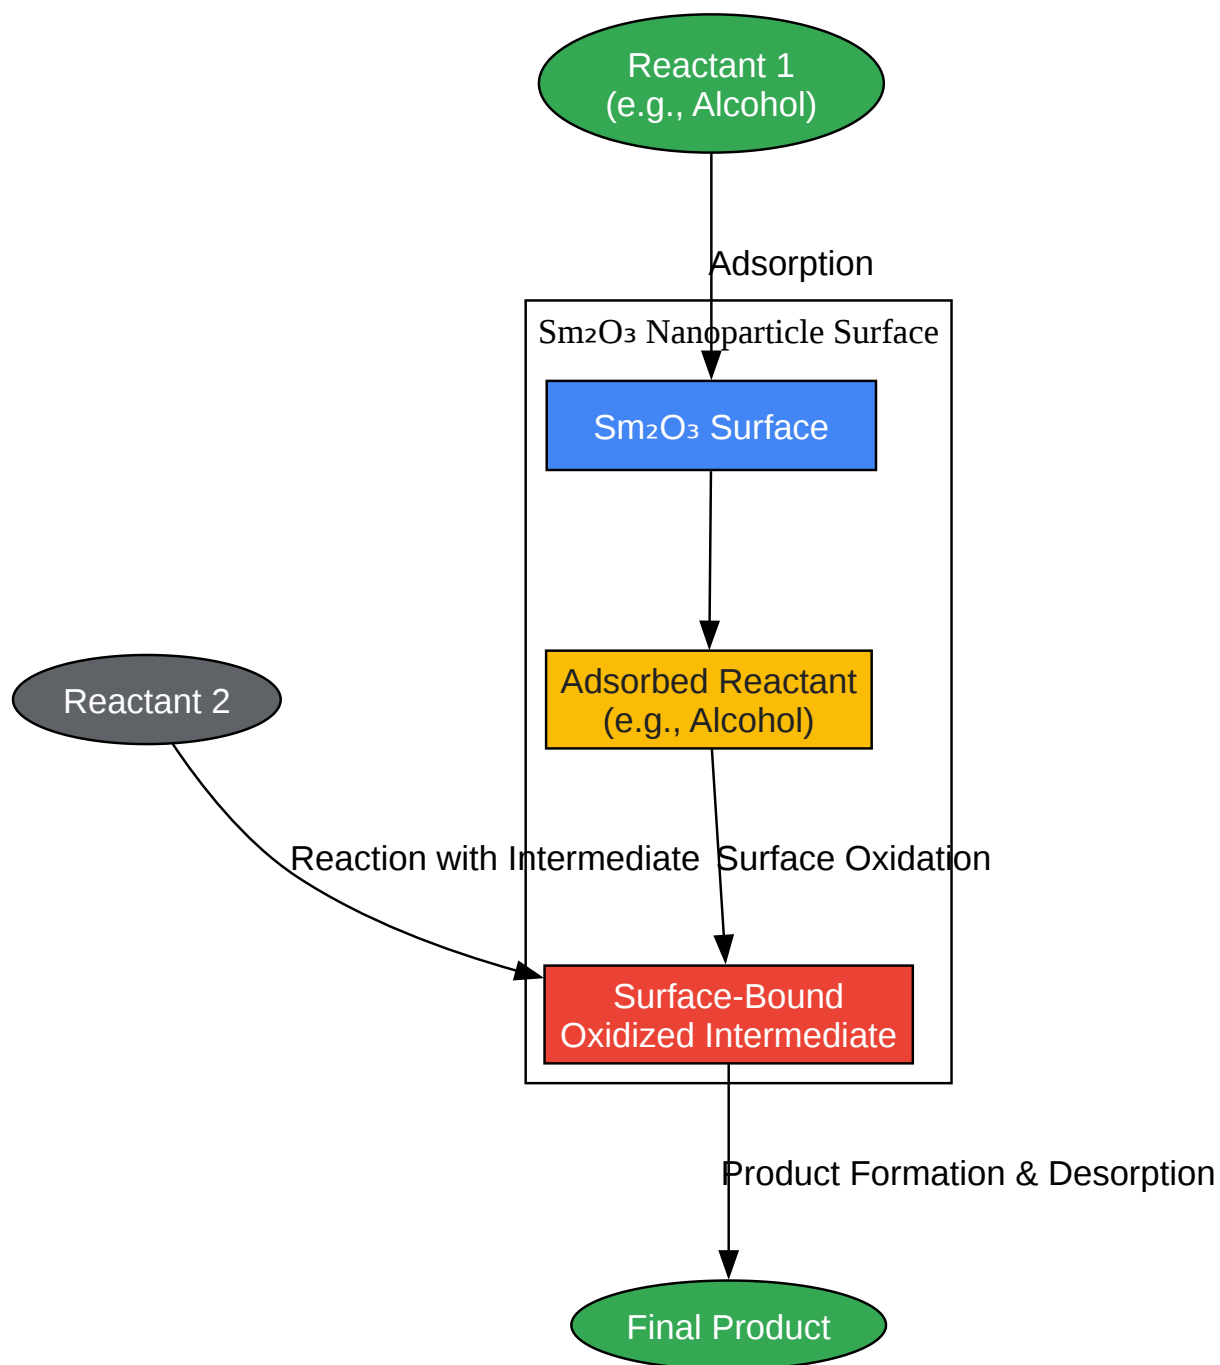 Reactant 1
(e.g., Alcohol)
Adsorption
Sm₂O₃ Nanoparticle Surface
Sm₂O₃ Surface
Adsorbed Reactant
(e.g., Alcohol)
Reactant 2
Reaction with Intermediate
Surface Oxidation
Surface-Bound
Oxidized Intermediate
Product Formation & Desorption
Final Product